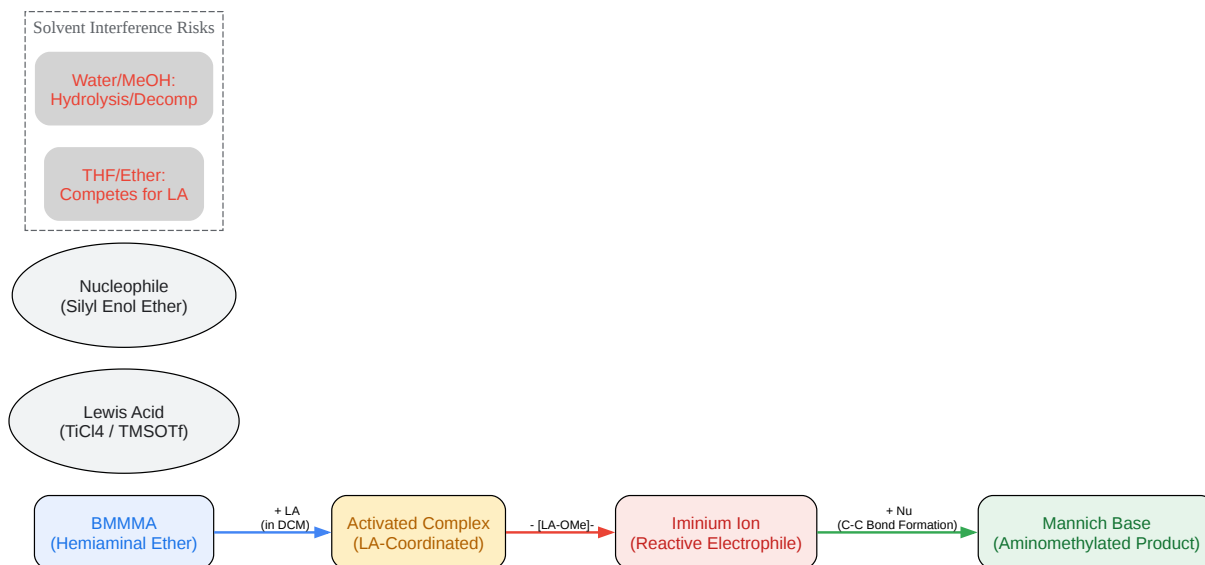 Solvent Interference Risks
Water/MeOH:
Hydrolysis/Decomp
THF/Ether:
Competes for LA
Nucleophile
(Silyl Enol Ether)
Lewis Acid
(TiCl4 / TMSOTf)
BMMMA
(Hemiaminal Ether)
+ LA
(in DCM)
Activated Complex
(LA-Coordinated)
- [LA-OMe]-
Iminium Ion
(Reactive Electrophile)
+ Nu
(C-C Bond Formation)
Mannich Base
(Aminomethylated Product)